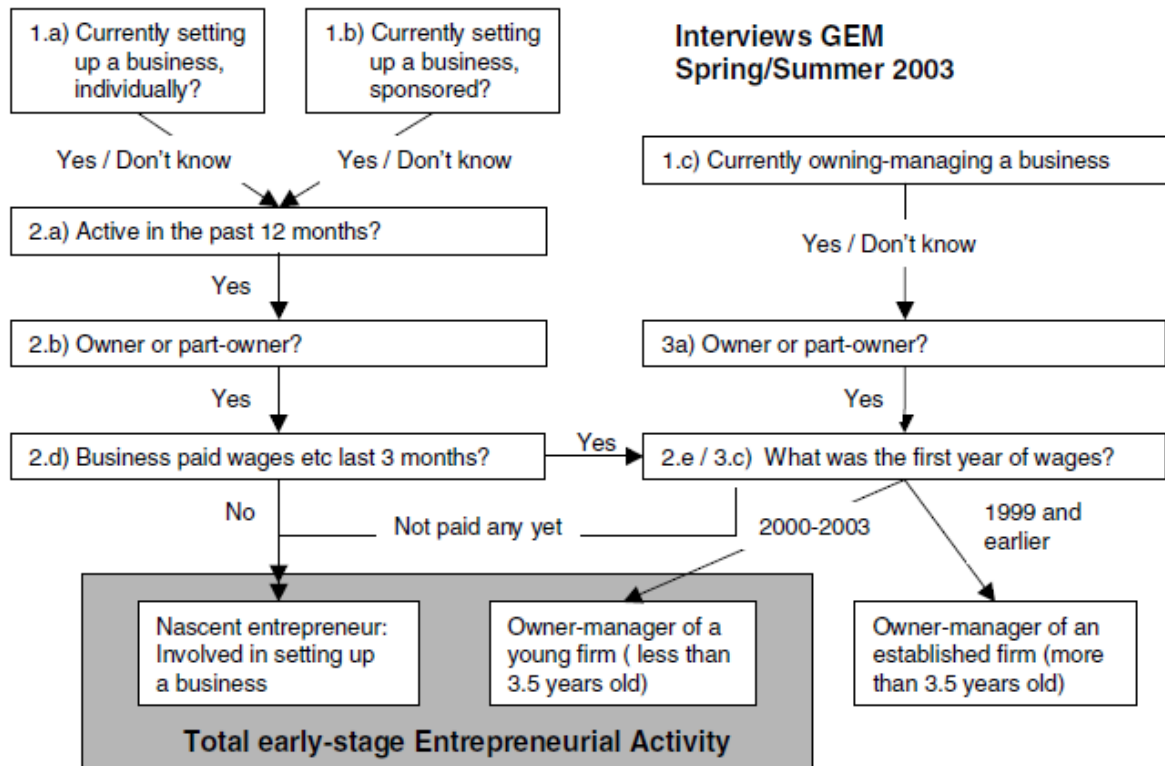 1.a) Currently setting
up a business,
individually?
1.b) Currently setting
up a business,
sponsored?
Interviews GEM
Spring/Summer 2003
Yes / Don't know
Yes / Don't know
1.c) Currently owning-managing a business
2.a) Active in the past 12 months?
Yes / Don't know
Yes
2.b) Owner or part-owner?
3a) Owner or part-owner?
Yes
Yes
2.d) Business paid wages etc last 3 months?
Yes
2.e / 3.c) What was the first year of wages?
No
Not paid any yet
2000-2003
1999 and
earlier
Nascent entrepreneur:
Involved in setting up
a business
Owner-manager of a
young firm ( less than
3.5 years old)
Owner-manager of an
established firm (more
than 3.5 years old)
Total early-stage Entrepreneurial Activity